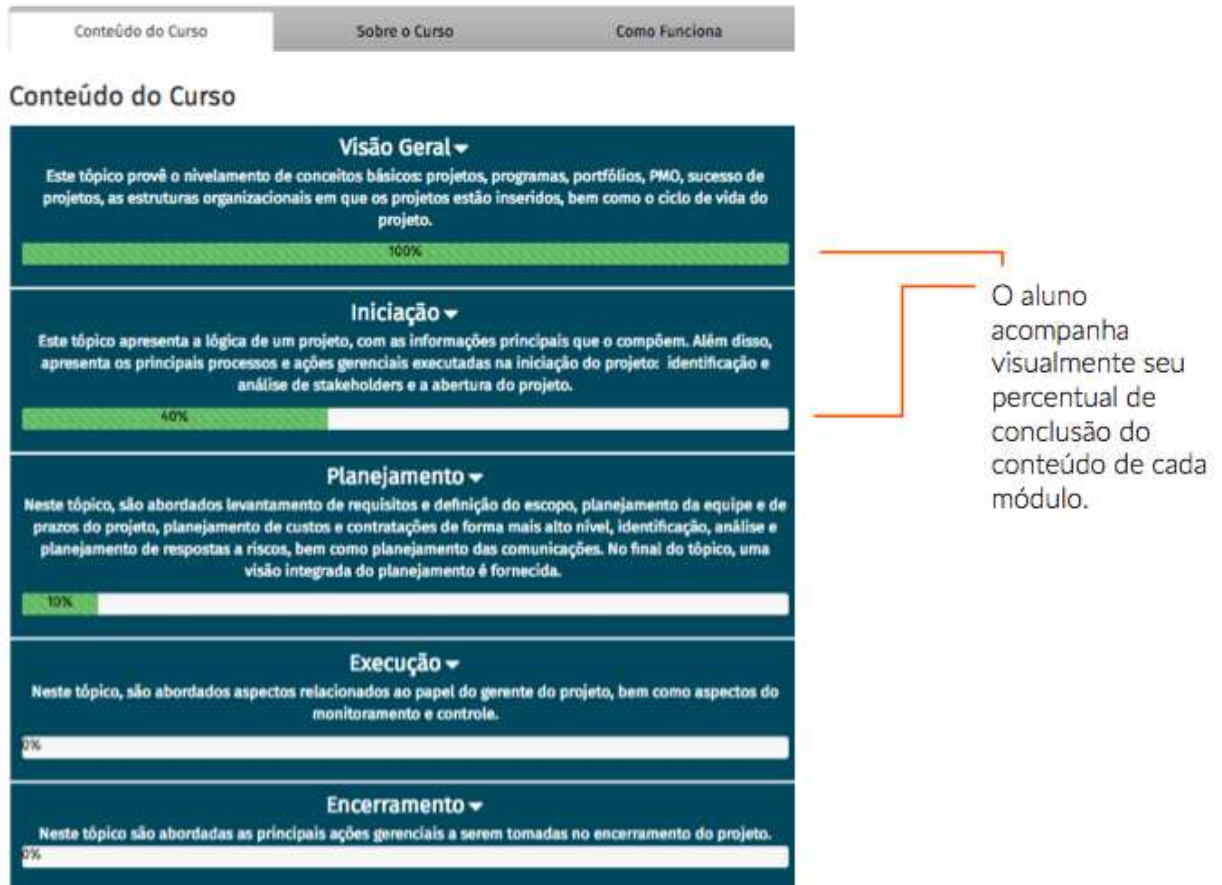 Conteúdo do Curso
Sobre o Curso
Como Funciona
Conteúdo do Curso
Visão Geral
Este tópico provê o nivelamento de conceitos básicos: projetos, programas, portfólios, PMO, sucesso de
projetos, as estruturas organizacionais em que os projetos estão inseridos, bem como o ciclo de vida do
projeto.
100%
Iniciação
Este tópico apresenta a lógica de um projeto, com as informações principais que o compõem. Além disso,
apresenta os principais processos e ações gerenciais executadas na iniciação do projeto: identificação e
análise de stakeholders e a abertura do projeto.
40%
Planejamento
Neste tópico, são abordados levantamento de requisitos e definição do escopo, planejamento da equipe e de
prazos do projeto, planejamento de custos e contratações de forma mais alto nível, identificação, análise e
planejamento de respostas a riscos, bem como planejamento das comunicações. No final do tópico, uma
visão integrada do planejamento é fornecida.
10%
Execução
Neste tópico, são abordados aspectos relacionados ao papel do gerente do projeto, bem como aspectos do
monitoramento e controle.
0%
Encerramento
Neste tópico são abordadas as principais ações gerenciais a serem tomadas no encerramento do projeto.
0%
O aluno
acompanha
visualmente seu
percentual de
conclusão do
conteúdo de cada
módulo.